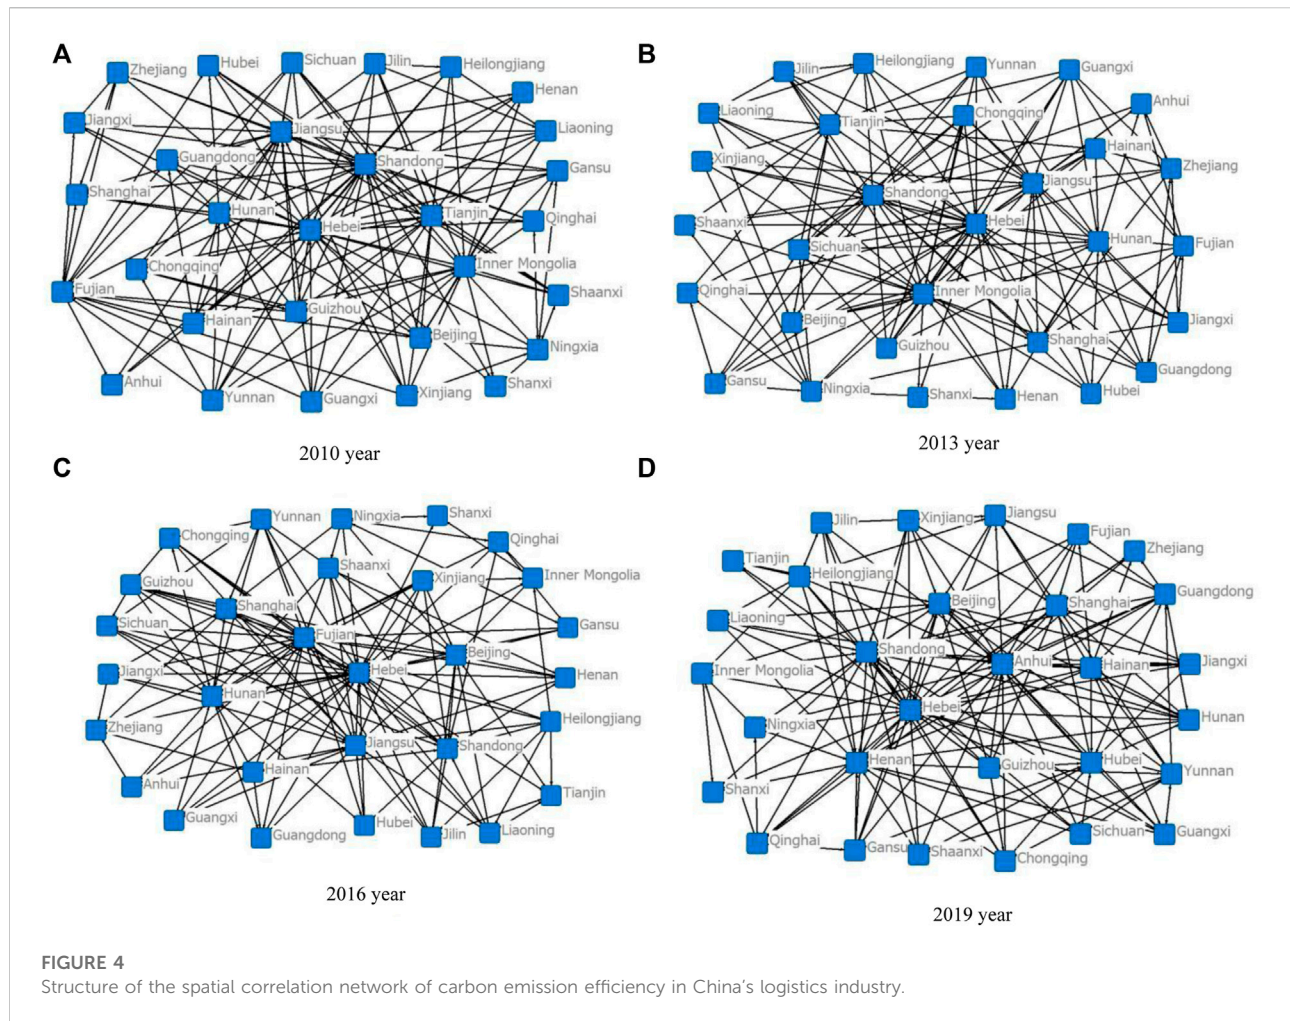 A
Zhejiang
Hubei
Sichuan
Jilin
Heilongjiang
Henan
Jiangxi
Jiangsu
Liaoning
Guangdong
Shandong
Gansu
Shanghai
Hunan
Hebei
Tianjin
Qinghai
Chongqing
Inner Mongolia
Fujian
Hainan
Guizhou
Shaanxi
Beijing
Ningxia
Anhui
Yunnan
Guangxi
Xinjiang
Shanxi
2010 year
B
Jilin
Heilongjiang
Yunnan
Guangxi
Anhui
Liaoning
Tianjin
Chongqing
Hainan
Xinjiang
Zhejiang
Shandong
Jiangsu
Shaanxi
Hebei
Sichuan
Hunan
Fujian
Qinghai
Inner Mongolia
Beijing
Jiangxi
Guizhou
Shanghai
Gansu
Ningxia
Shanxi
Henan
Hubei
Guangdong
2013 year
C
Chongqing
Yunnan
Ningxia
Shanxi
Qinghai
Guizhou
Shaanxi
Xinjiang
Inner Mongolia
Shanghai
Sichuan
Fujian
Gansu
Beijing
Jiangxi
Hebei
Henan
Hunan
Zhejiang
Heilongjiang
Jiangsu
Shandong
Hainan
Anhui
Tianjin
Guangxi
Guangdong
Hubei
Jilin
Liaoning
2016 year
D
Jilin
Xinjiang
Jiangsu
Fujian
Zhejiang
Tianjin
Heilongjiang
Guangdong
Beijing
Shanghai
Liaoning
Shandong
Anhui
Hainan
Jiangxi
Inner Mongolia
Hebei
Hunan
Ningxia
Henan
Guizhou
Hubei
Yunnan
Shanxi
Qinghai
Gansu
Shaanxi
Chongqing
Sichuan
Guangxi
2019 year
FIGURE 4
Structure of the spatial correlation network of carbon emission efficiency in China's logistics industry.